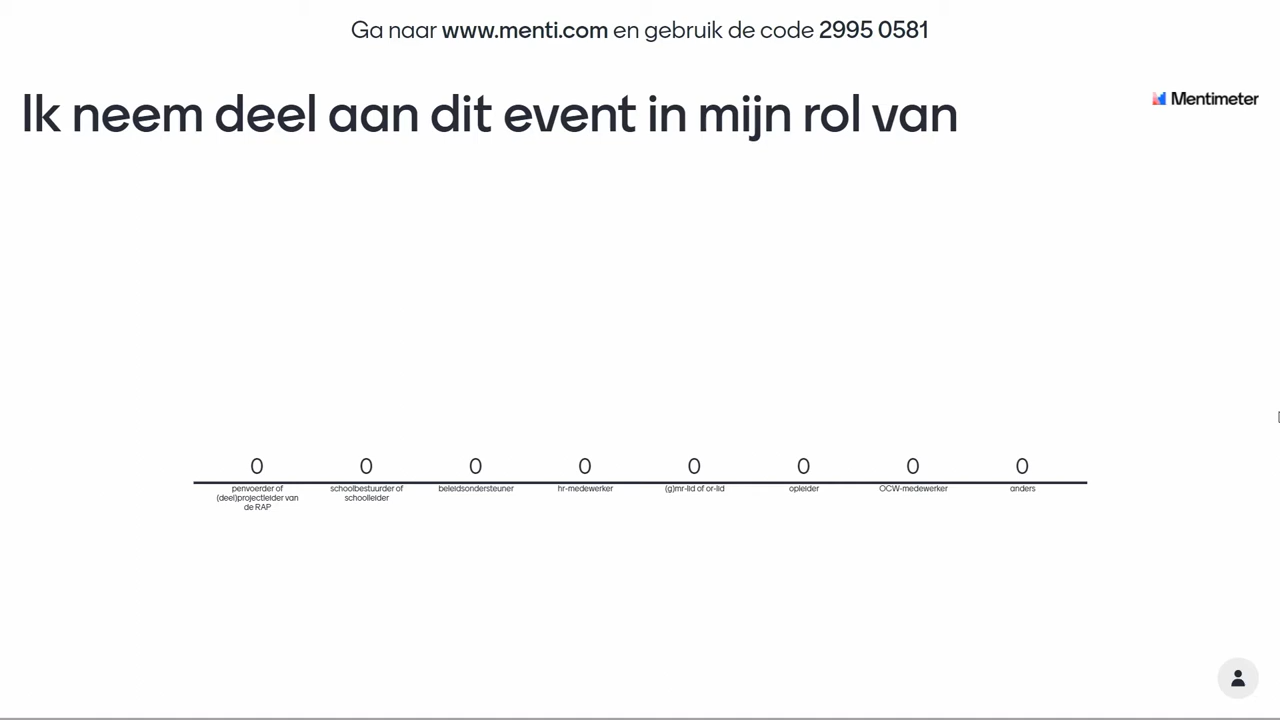 Ga naar www.menti.com en gebruik de code 2995 0581
Ik neem deel aan dit event in mijn rol van
Mentimeter
0 0 0 0 0 0 0 0
penvoerder of
(deel)projectleider van
de RAP
schoolbestuurder of
schoolleider
beleidsondersteuner
hr-medewerker
(g)mr-lid of or-lid
opleider
OCW-medewerker
anders